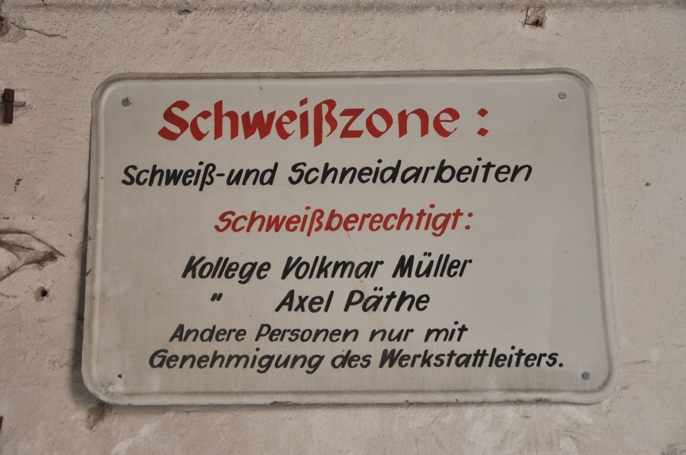 Schweißzone:
Schweiß-und Schneidarbeiten
Schweißberechtigt:
Kollege Volkmar Müller
" Axel Päthe
Andere Personen nur mit
Genehmigung des Werkstattleiters.